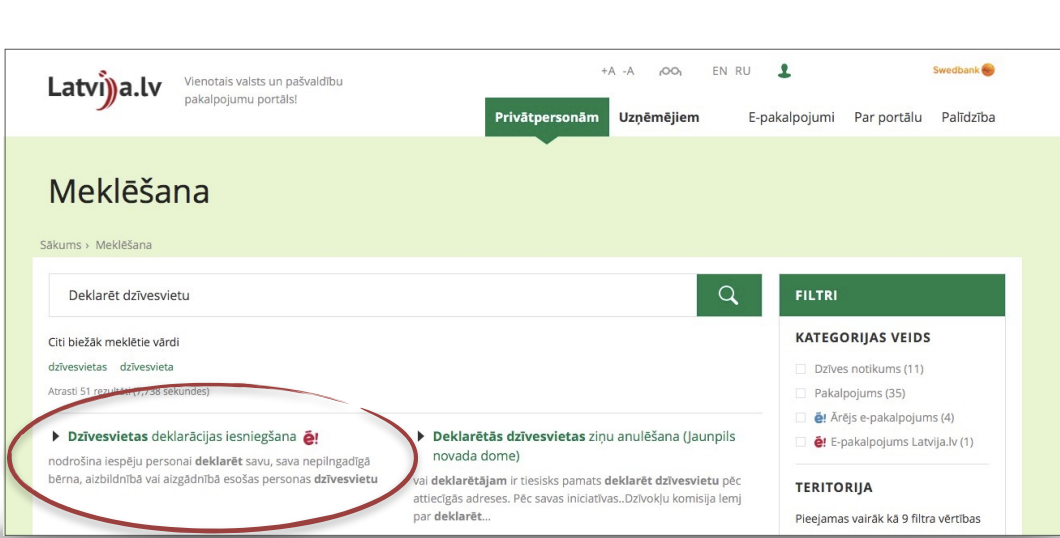 Latvija.lv
Vienotais valsts un pašvaldību
pakalpojumu portāls!
+A -A EN RU
Swedbank
Privātpersonām Uzņēmējiem E-pakalpojumi Par portālu Palīdzība
Meklēšana
Sākums › Meklēšana
Deklarēt dzīvesvietu
Citi biežāk meklētie vārdi
dzīvesvietas dzīvesvieta
Atrasti 51 rezultāti (7,738 sekundes)
Dzīvesvietas deklarācijas iesniegšana ē!
nodrošina iespēju personai deklarēt savu, sava nepilngadīgā
bērna, aizbildnībā vai aizgādnībā esošas personas dzīvesvietu
Deklarētās dzīvesvietas ziņu anulēšana (Jaunpils
novada dome)
vai deklarētājam ir tiesisks pamats deklarēt dzīvesvietu pēc
attiecīgās adreses. Pēc savas iniciatīvas..Dzīvokļu komisija lemj
par deklarēt...
FILTRI
KATEGORIJAS VEIDS
Dzīves notikums (11)
Pakalpojums (35)
ē! Ārējs e-pakalpojums (4)
ē! E-pakalpojums Latvija.lv (1)
TERITORIJA
Pieejamas vairāk kā 9 filtra vērtības